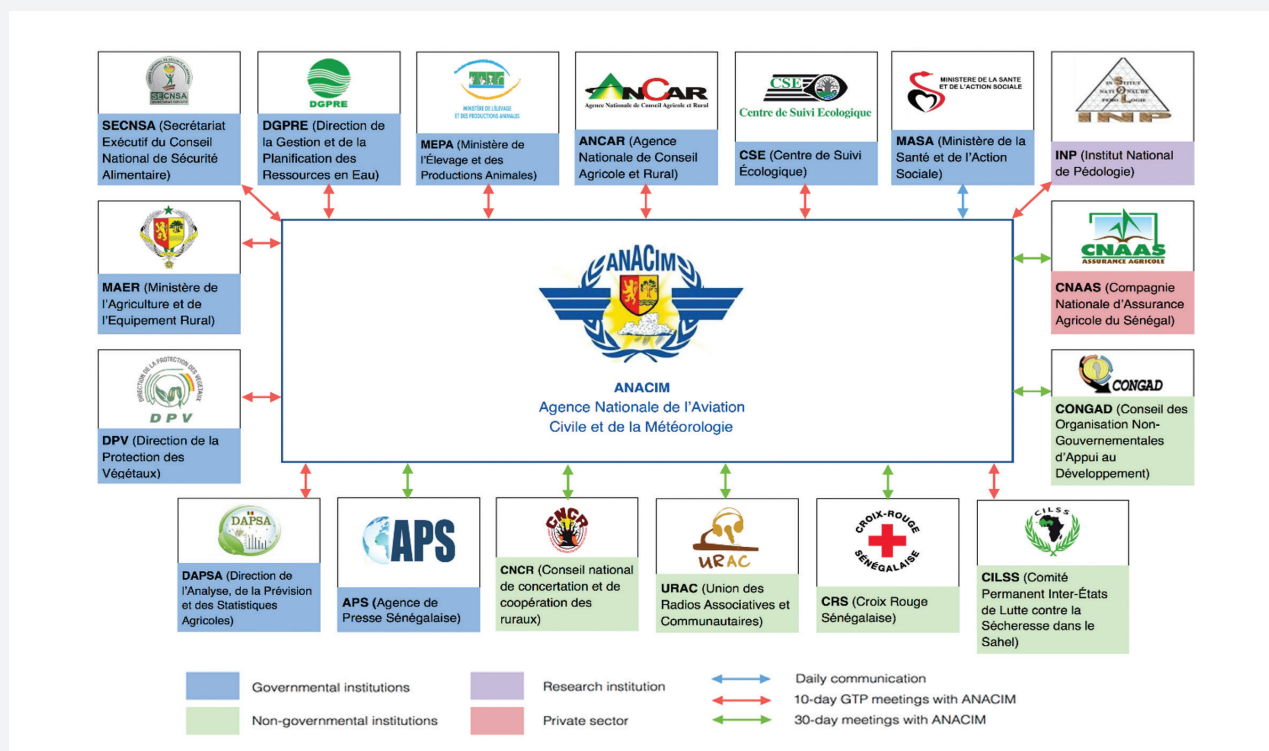 SECNSA
SECNSA (Secrétariat
Exécutif du Conseil
National de Sécurité
Alimentaire)
DGPRE
DGPRE (Direction de
la Gestion et de la
Planification des
Ressources en Eau)
MINISTÈRE DE L'ÉLEVAGE
ET DES PRODUCTIONS ANIMALES
MEPA (Ministère de
l'Élevage et des
Productions Animales)
ANCAR
Agence Nationale de Conseil Agricole et Rural
ANCAR (Agence
Nationale de Conseil
Agricole et Rural)
CSE
Centre de Suivi Ecologique
CSE (Centre de Suivi
Écologique)
MINISTERE DE LA SANTE
ET DE L'ACTION SOCIALE
MASA (Ministère de la
Santé et de l'Action
Sociale)
INP
INP (Institut National
de Pédologie)
MAER (Ministère de
l'Agriculture et de
l'Equipement Rural)
CNAAS
ASSURANCE AGRICOLE
CNAAS (Compagnie
Nationale d'Assurance
Agricole du Sénégal)
ANACIM
ANACIM
Agence Nationale de l'Aviation
Civile et de la Météorologie
DIRECTION DE LA PROTECTION DES VEGETAUX
DPV
DPV (Direction de la
Protection des
Végétaux)
CONGAD
CONGAD (Conseil des
Organisation Non-
Gouvernementales
d'Appui au
Développement)
DAPSA
DAPSA (Direction de
l'Analyse, de la Prévision
et des Statistiques
Agricoles)
APS
APS (Agence de
Presse Sénégalaise)
CNCR
CNCR (Conseil national
de concertation et de
coopération des
ruraux)
URAC
URAC (Union des
Radios Associatives et
Communautaires)
CROIX-ROUGE
SÉNÉGALAISE
CRS (Croix Rouge
Sénégalaise)
CILSS
CILSS (Comité
Permanent Inter-États
de Lutte contre la
Sécheresse dans le
Sahel)
Governmental institutions
Non-governmental institutions
Research institution
Private sector
Daily communication
10-day GTP meetings with ANACIM
30-day meetings with ANACIM